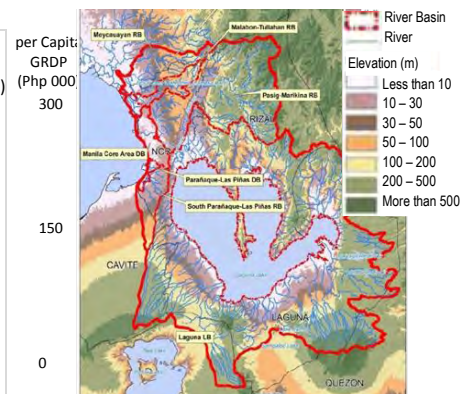 per Capita
GRDP
(Php 000)
)
300
150
0
Meycauayan RB
Malabon-Tullahan RB
Pasig-Marikina RB
RIZAL
NCR
Manila Core Area DB
Parañaque-Las Piñas DB
South Parañaque-Las Piñas RB
CAVITE
Laguna Lake
LAGUNA
Laguna LB
QUEZON
River Basin
River
Elevation (m)
Less than 10
10 – 30
30 – 50
50 – 100
100 – 200
200 – 500
More than 500